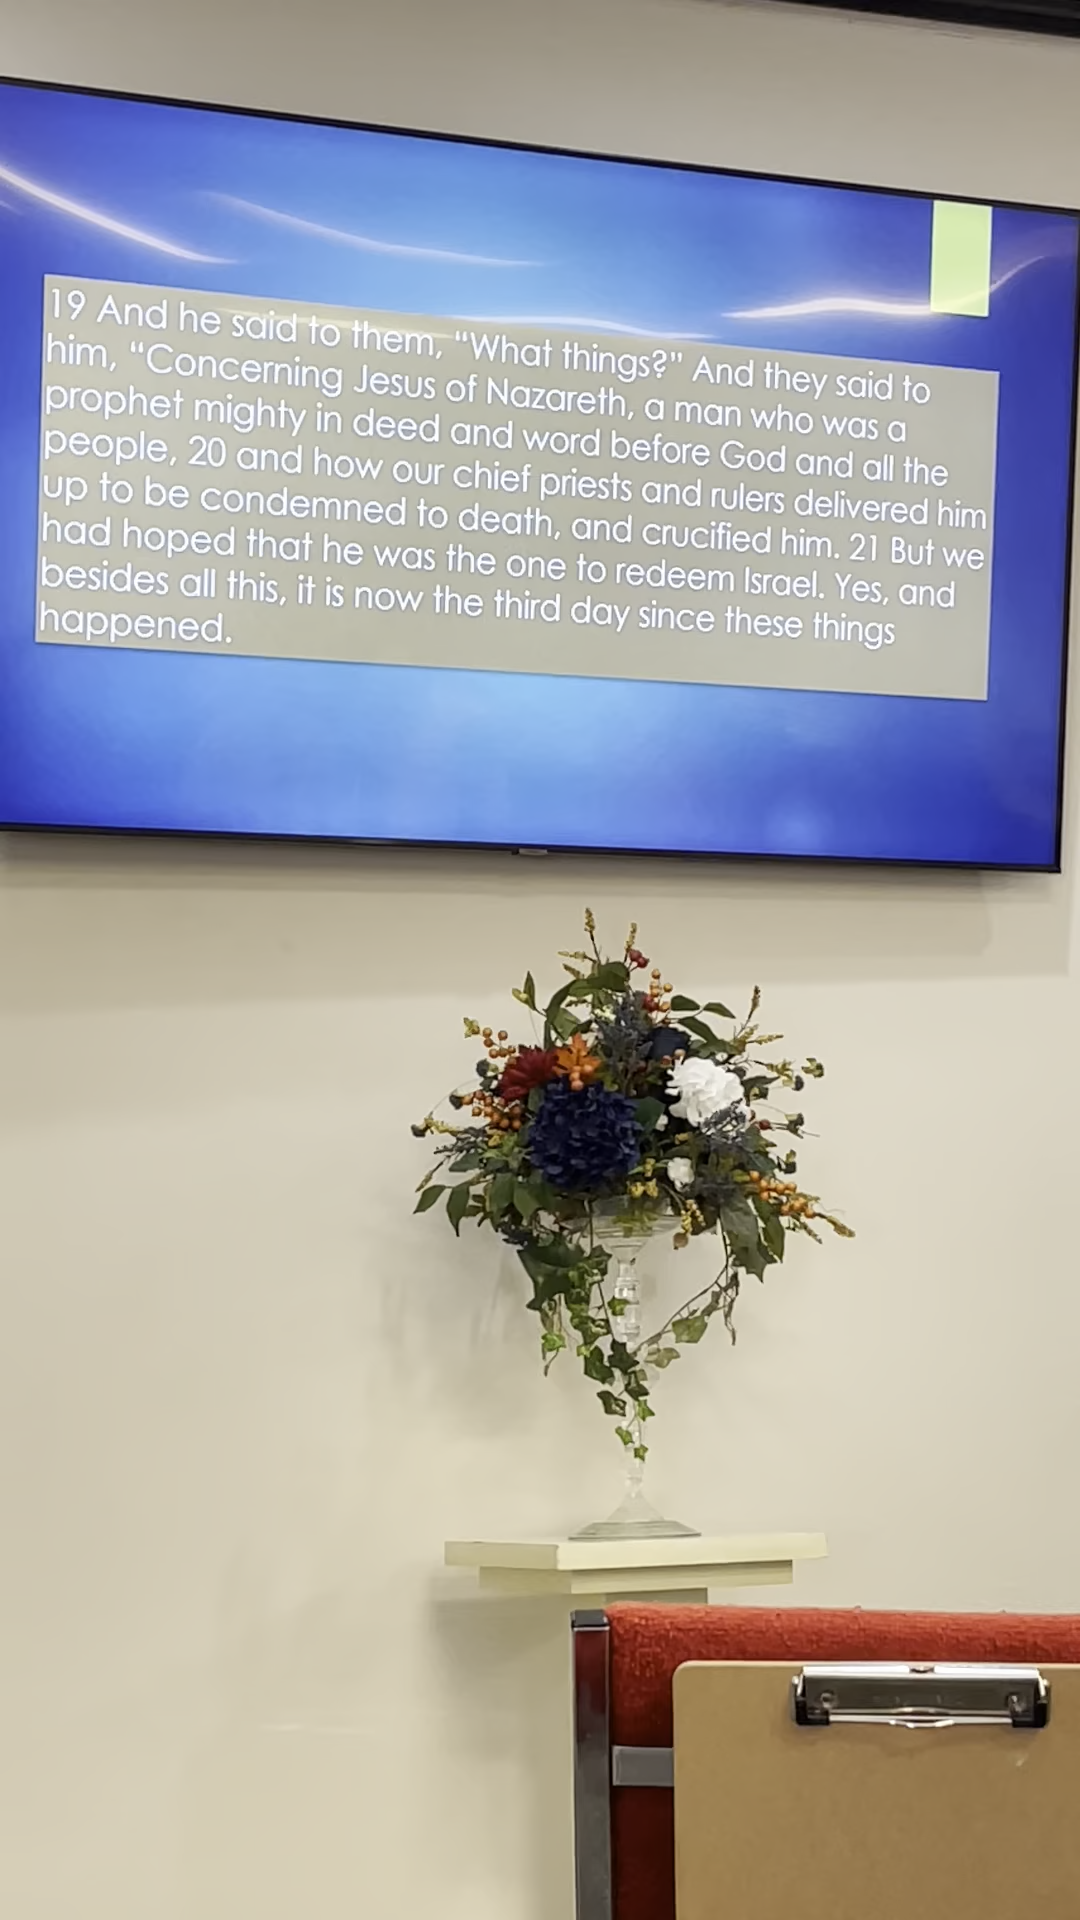 19 And he said to them, “What things?” And they said to
him, “Concerning Jesus of Nazareth, a man who was a
prophet mighty in deed and word before God and all the
people, 20 and how our chief priests and rulers delivered him
up to be condemned to death, and crucified him. 21 But we
had hoped that he was the one to redeem Israel. Yes, and
besides all this, it is now the third day since these things
happened.